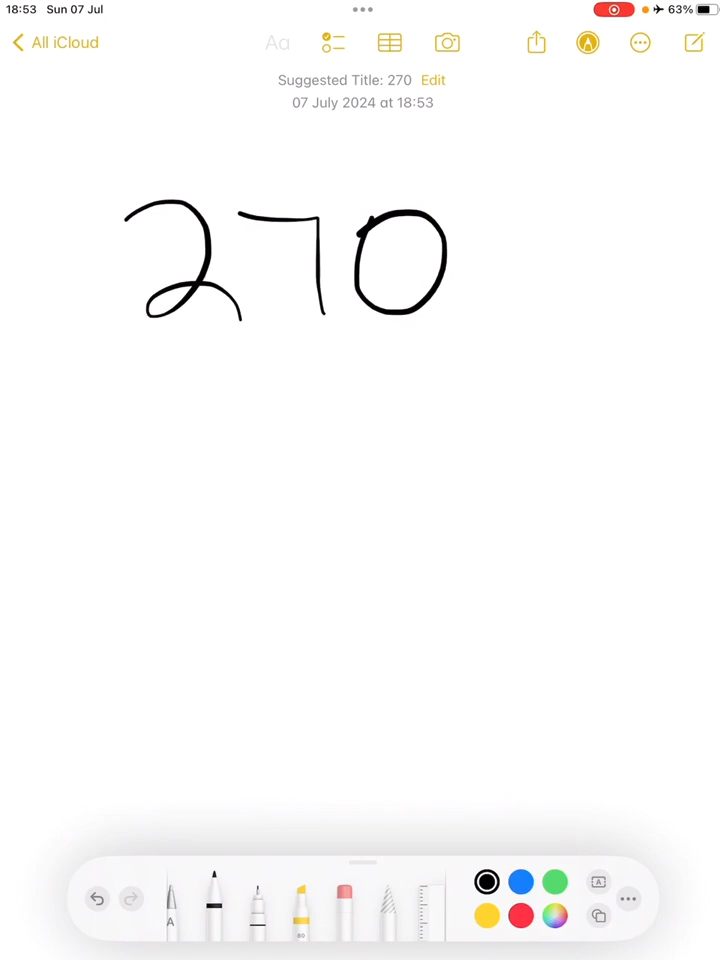 18:53 Sun 07 Jul 63%
All iCloud Aa
Suggested Title: 270 Edit
07 July 2024 at 18:53
270
A
A
80